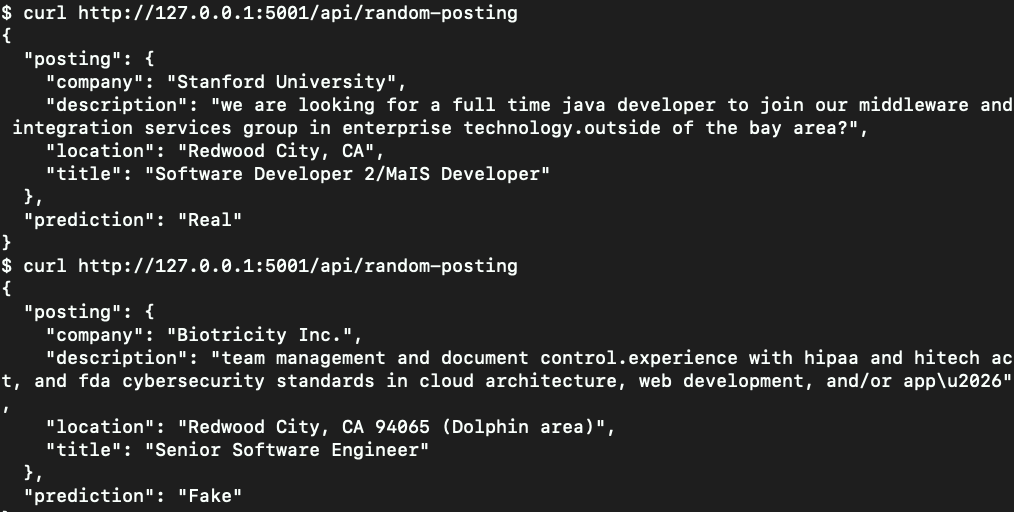 $ curl http://127.0.0.1:5001/api/random-posting
{
  "posting": {
    "company": "Stanford University",
    "description": "we are looking for a full time java developer to join our middleware and
 integration services group in enterprise technology.outside of the bay area?",
    "location": "Redwood City, CA",
    "title": "Software Developer 2/MaIS Developer"
  },
  "prediction": "Real"
}
$ curl http://127.0.0.1:5001/api/random-posting
{
  "posting": {
    "company": "Biotricity Inc.",
    "description": "team management and document control.experience with hipaa and hitech ac
t, and fda cybersecurity standards in cloud architecture, web development, and/or app\u2026"
,
    "location": "Redwood City, CA 94065 (Dolphin area)",
    "title": "Senior Software Engineer"
  },
  "prediction": "Fake"